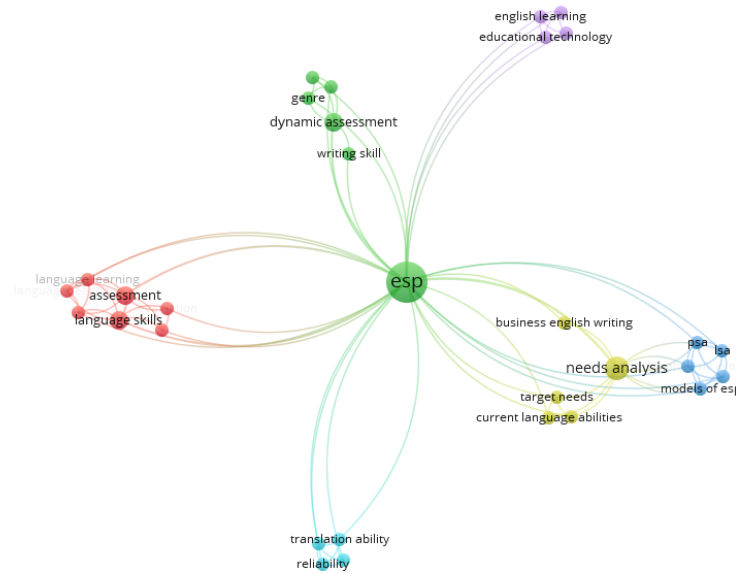 english learning
educational technology
genre
dynamic assessment
writing skill
language learning
assessment
language skills
esp
business english writing
psa
lsa
needs analysis
models of esp
target needs
current language abilities
translation ability
reliability